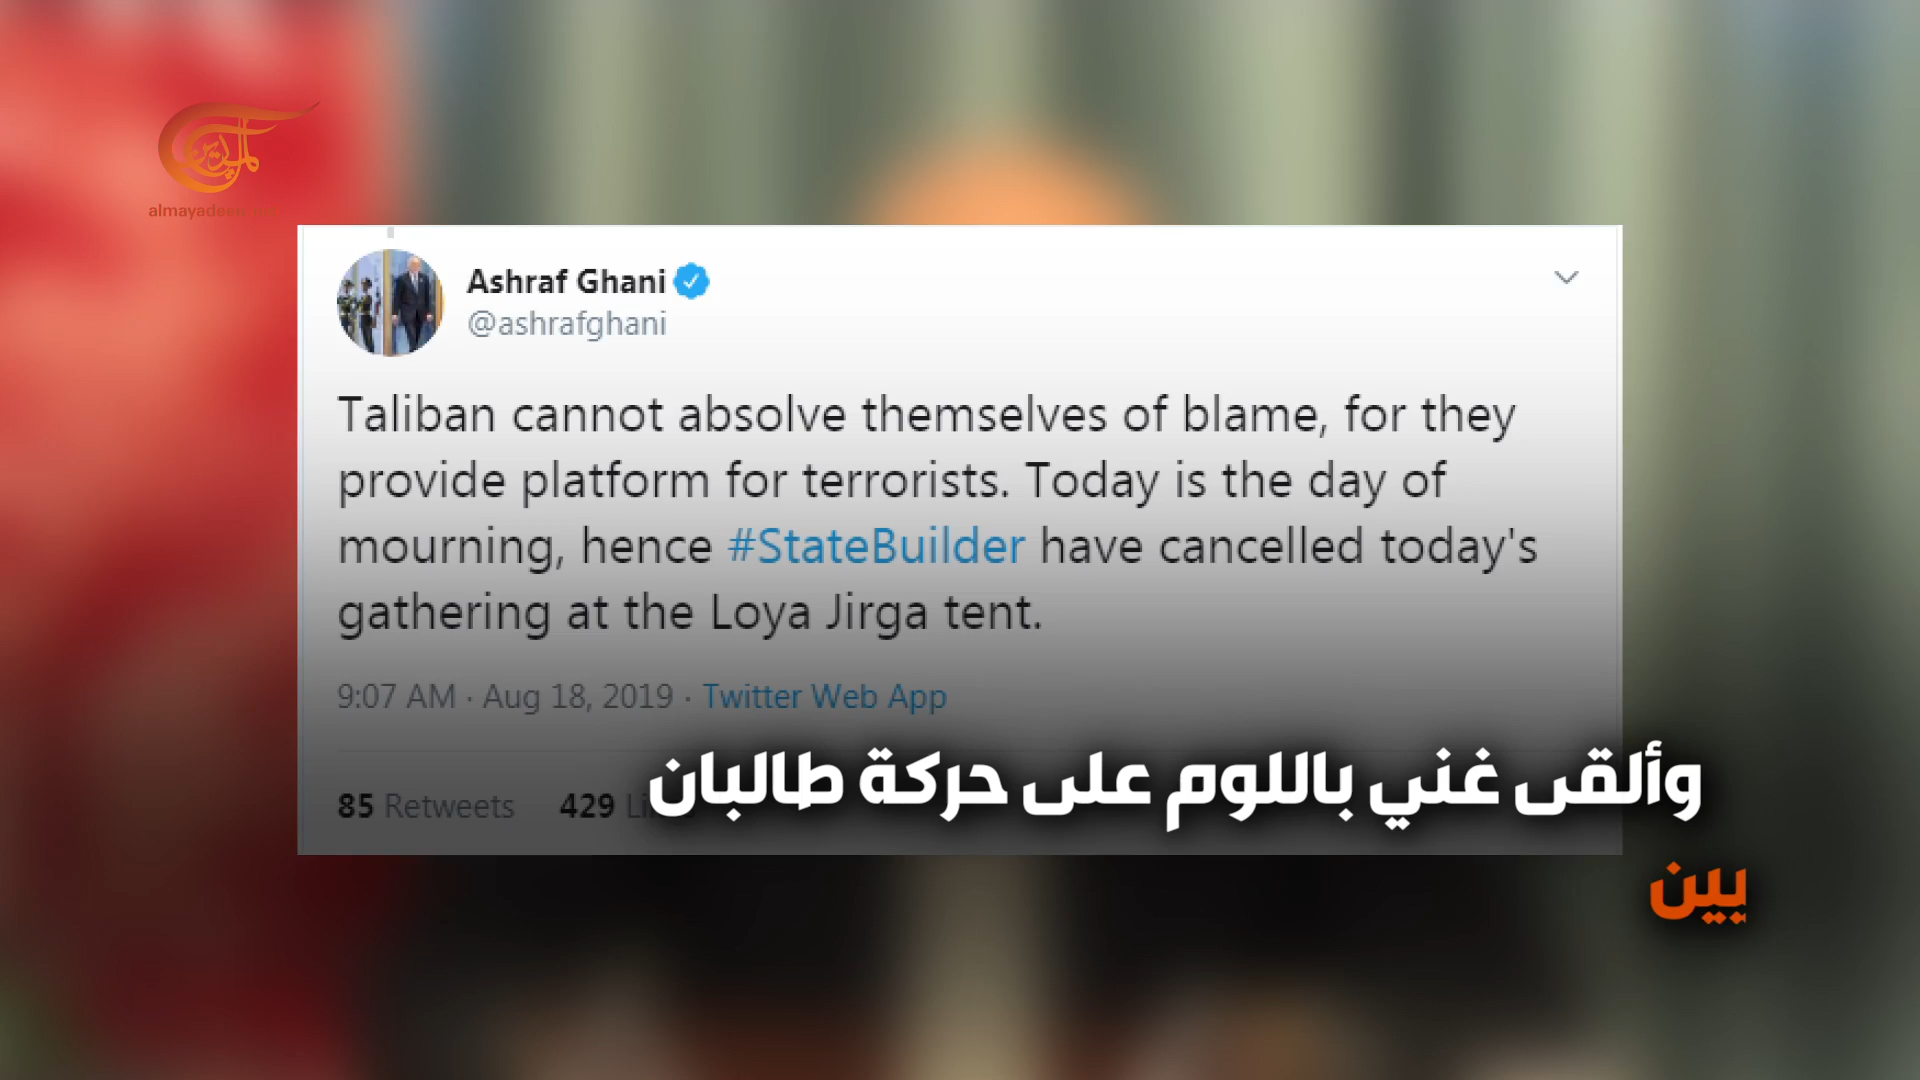 الميادين
almayadeen.net
Ashraf Ghani
@ashrafghani
Taliban cannot absolve themselves of blame, for they
provide platform for terrorists. Today is the day of
mourning, hence #StateBuilder have cancelled today's
gathering at the Loya Jirga tent.
9:07 AM · Aug 18, 2019 · Twitter Web App
85 Retweets 429
وألقى غني باللوم على حركة طالبان